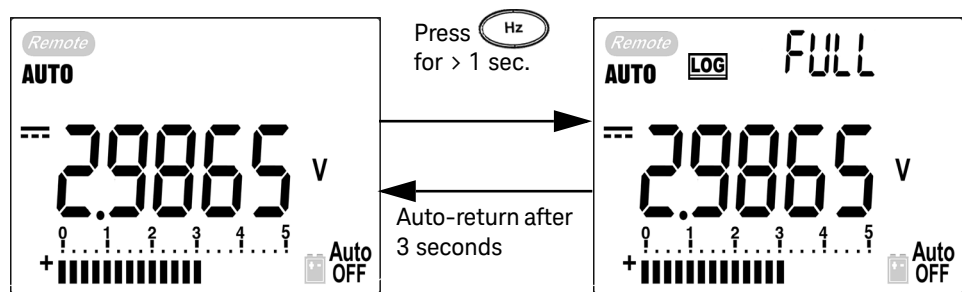 Remote
AUTO
2.9865 V
0 1 2 3 4 5
+
Auto
OFF
Press Hz
for > 1 sec.
Auto-return after
3 seconds
Remote
AUTO LOG FULL
2.9865 V
0 1 2 3 4 5
+
Auto
OFF